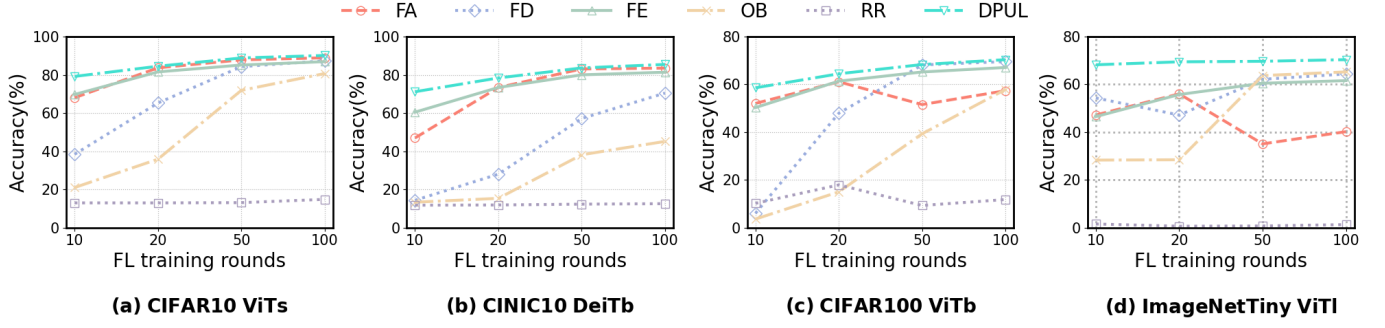 FA FD FE OB RR DPUL
Accuracy(%)
100
80
60
40
20
0
10 20 50 100
FL training rounds
(a) CIFAR10 ViTs
Accuracy(%)
100
80
60
40
20
0
10 20 50 100
FL training rounds
(b) CINIC10 DeiTb
Accuracy(%)
80
60
40
20
0
10 20 50 100
FL training rounds
(c) CIFAR100 ViTb
Accuracy(%)
80
60
40
20
0
10 20 50 100
FL training rounds
(d) ImageNetTiny ViTl